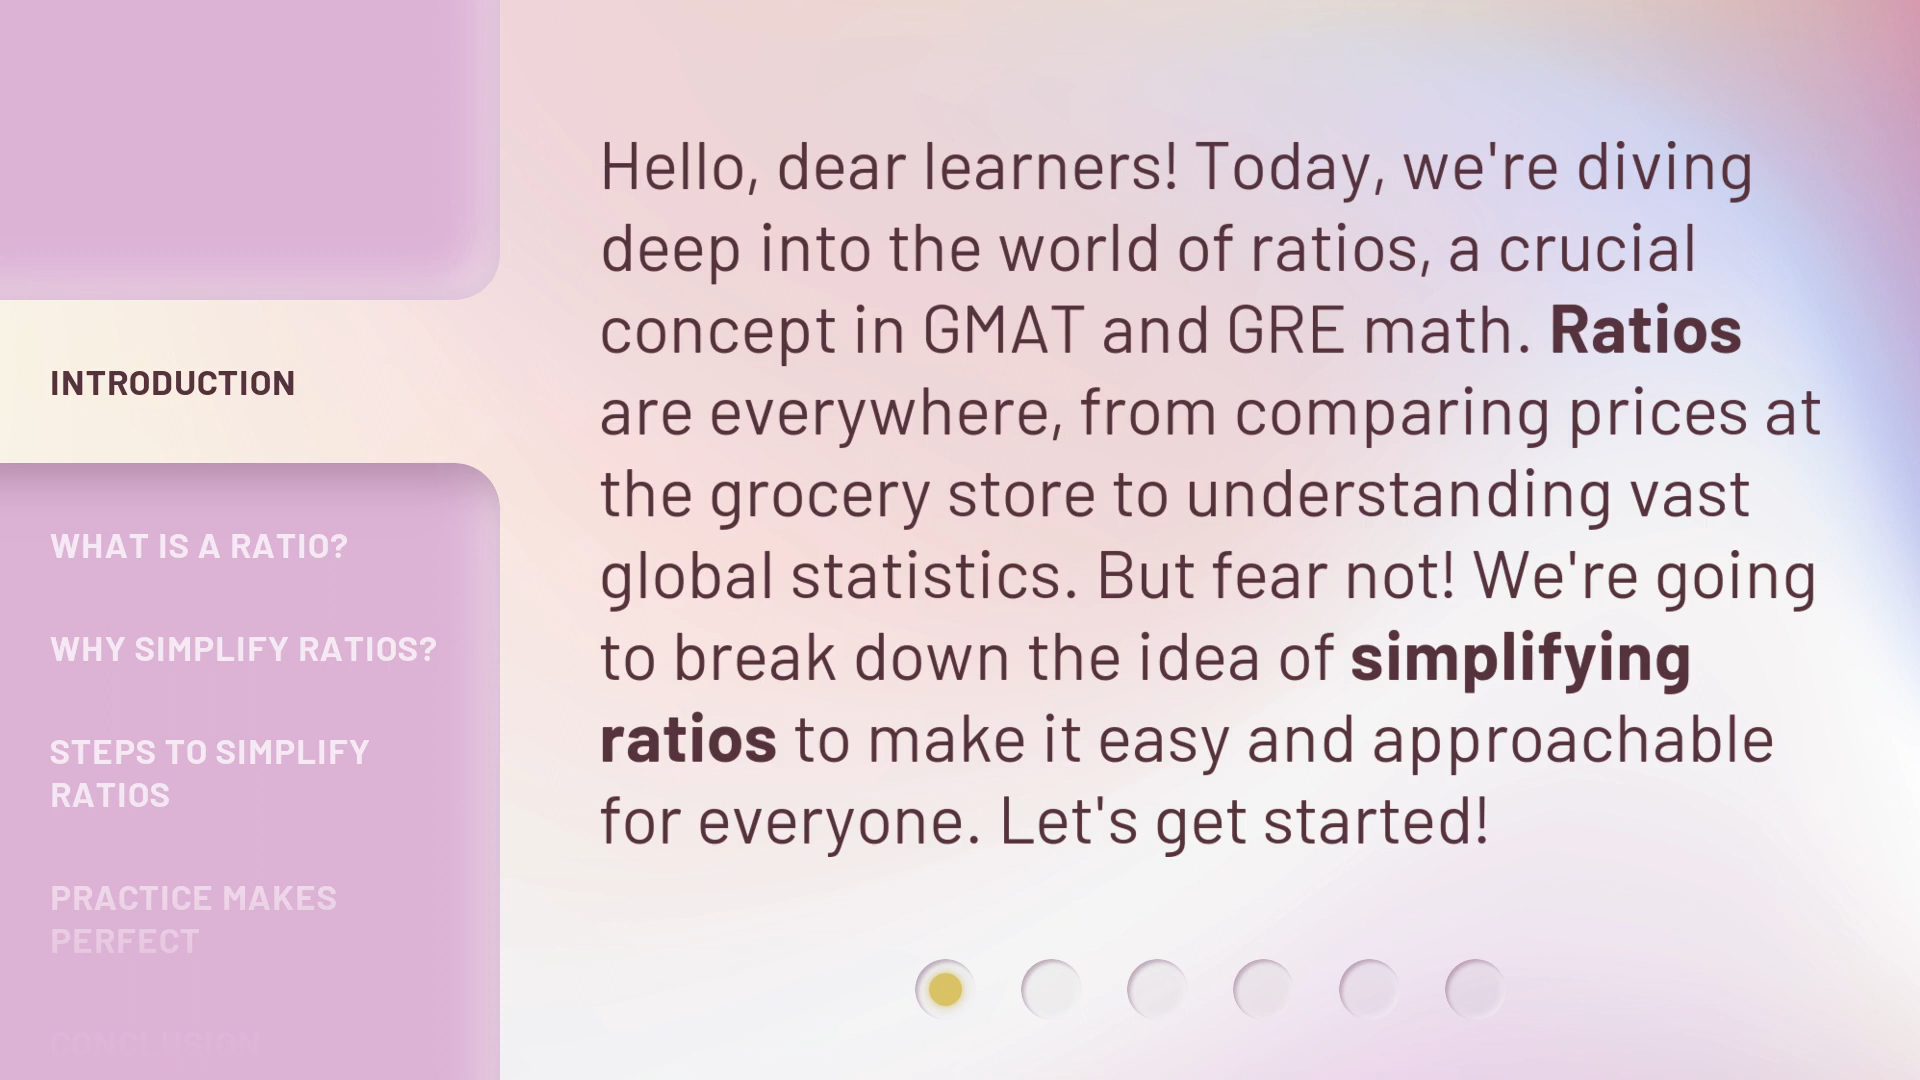 INTRODUCTION
WHAT IS A RATIO?
WHY SIMPLIFY RATIOS?
STEPS TO SIMPLIFY
RATIOS
PRACTICE MAKES
PERFECT
CONCLUSION
Hello, dear learners! Today, we're diving
deep into the world of ratios, a crucial
concept in GMAT and GRE math. Ratios
are everywhere, from comparing prices at
the grocery store to understanding vast
global statistics. But fear not! We're going
to break down the idea of simplifying
ratios to make it easy and approachable
for everyone. Let's get started!